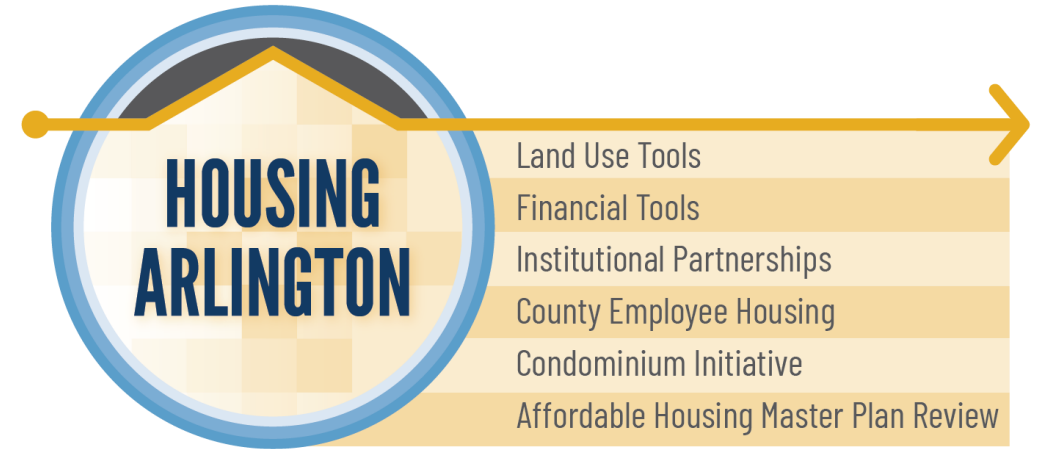 HOUSING
ARLINGTON
Land Use Tools
Financial Tools
Institutional Partnerships
County Employee Housing
Condominium Initiative
Affordable Housing Master Plan Review